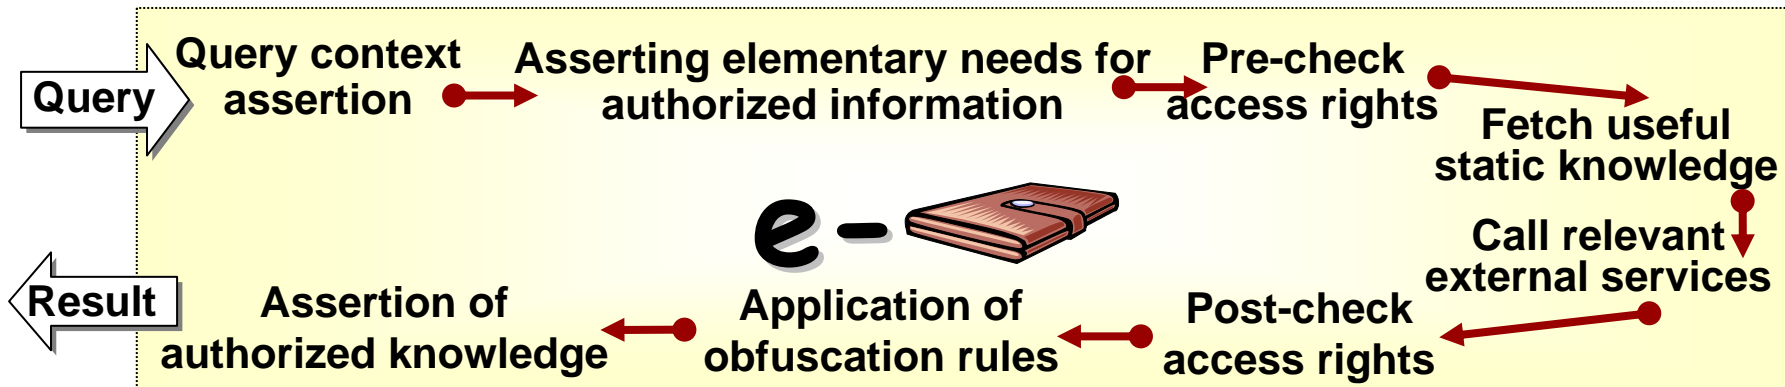 Query
Query context
assertion
Asserting elementary needs for
authorized information
Pre-check
access rights
Fetch useful
static knowledge
Call relevant
external services
Post-check
access rights
Application of
obfuscation rules
Assertion of
authorized knowledge
Result
e-